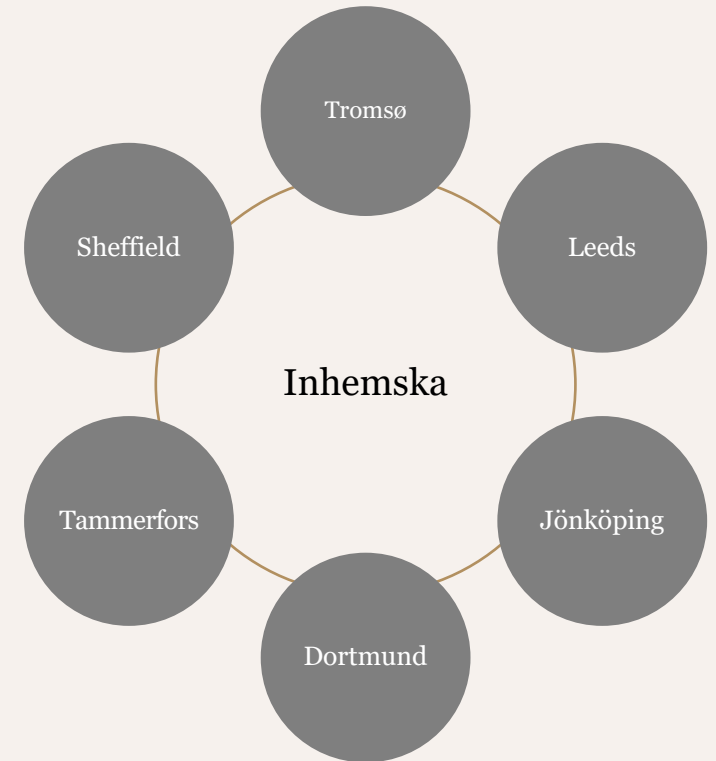 Tromsø
Sheffield
Leeds
Inhemska
Tammerfors
Jönköping
Dortmund